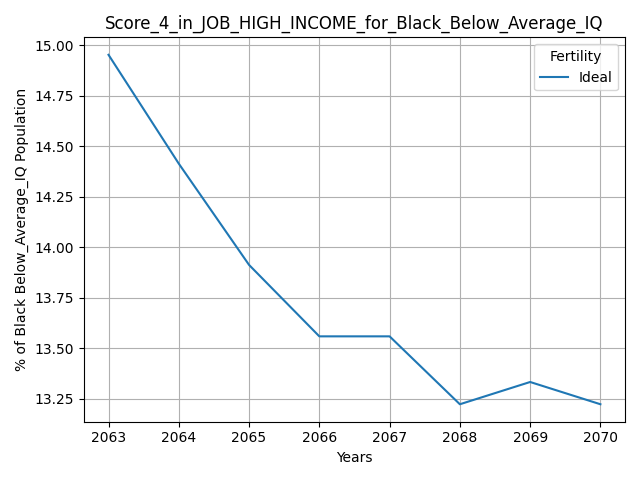 Score_4_in_JOB_HIGH_INCOME_for_Black_Below_Average_IQ
% of Black Below_Average_IQ Population
15.00
14.75
14.50
14.25
14.00
13.75
13.50
13.25
Fertility
Ideal
2063 2064 2065 2066 2067 2068 2069 2070
Years